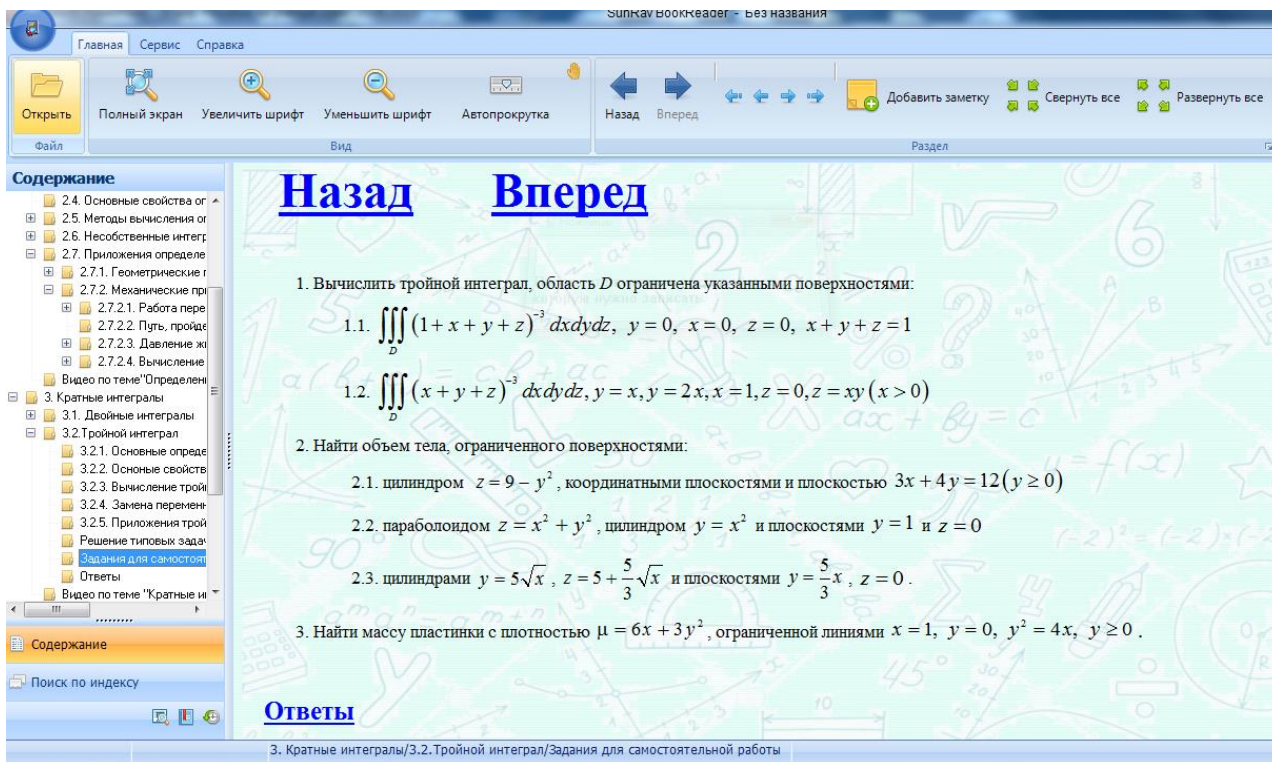 SunRav BookReader - Без названия
Главная Сервис Справка
Открыть Полный экран Увеличить шрифт Уменьшить шрифт Автопрокрутка Назад Вперед Добавить заметку Свернуть все Развернуть все
Файл Вид Раздел
Содержание
2.4. Основные свойства ог
2.5. Методы вычисления ог
2.6. Несобственные интегр
2.7. Приложения определе
2.7.1. Геометрические г
2.7.2. Механические при
2.7.2.1. Работа пере
2.7.2.2. Путь, пройде
2.7.2.3. Давление жи
2.7.2.4. Вычисление
Видео по теме"Определенн
3. Кратные интегралы
3.1. Двойные интегралы
3.2.Тройной интеграл
3.2.1. Основные опреде
3.2.2. Осноные свойств
3.2.3. Вычисление трой
3.2.4. Замена перемен
3.2.5. Приложения трой
Решение типовых задач
Задания для самостоят
Ответы
Видео по теме "Кратные и
Содержание
Поиск по индексу
Назад Вперед
1. Вычислить тройной интеграл, область D ограничена указанными поверхностями:
1.1. ∭_D (1 + x + y + z)^{-3} dxdydz, y = 0, x = 0, z = 0, x + y + z = 1
1.2. ∭_D (x + y + z)^{-3} dxdydz, y = x, y = 2x, x = 1, z = 0, z = xy (x > 0)
2. Найти объем тела, ограниченного поверхностями:
2.1. цилиндром z = 9 − y², координатными плоскостями и плоскостью 3x + 4y = 12 (y ≥ 0)
2.2. параболоидом z = x² + y², цилиндром y = x² и плоскостями y = 1 и z = 0
2.3. цилиндрами y = 5√x, z = 5 + 5/3 √x и плоскостями y = 5/3 x, z = 0.
3. Найти массу пластинки с плотностью μ = 6x + 3y², ограниченной линиями x = 1, y = 0, y² = 4x, y ≥ 0.
Ответы
3. Кратные интегралы/3.2.Тройной интеграл/Задания для самостоятельной работы